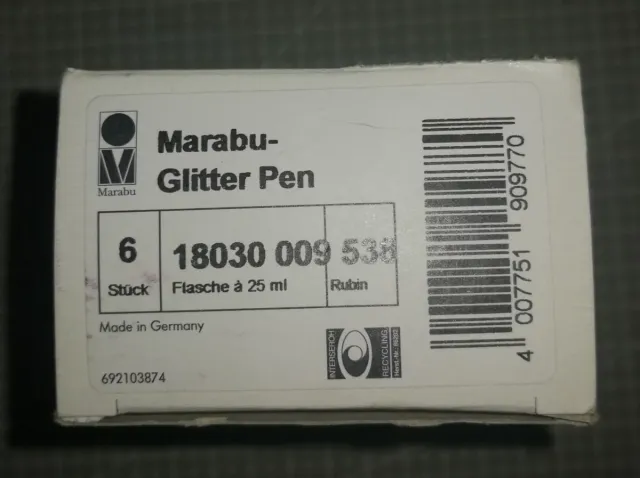 Marabu-
Glitter Pen
Marabu
6
Stück
18030 009 538
Flasche à 25 ml
Rubin
Made in Germany
692103874
INTERSEROH
RECYCLING
4 007751 909770